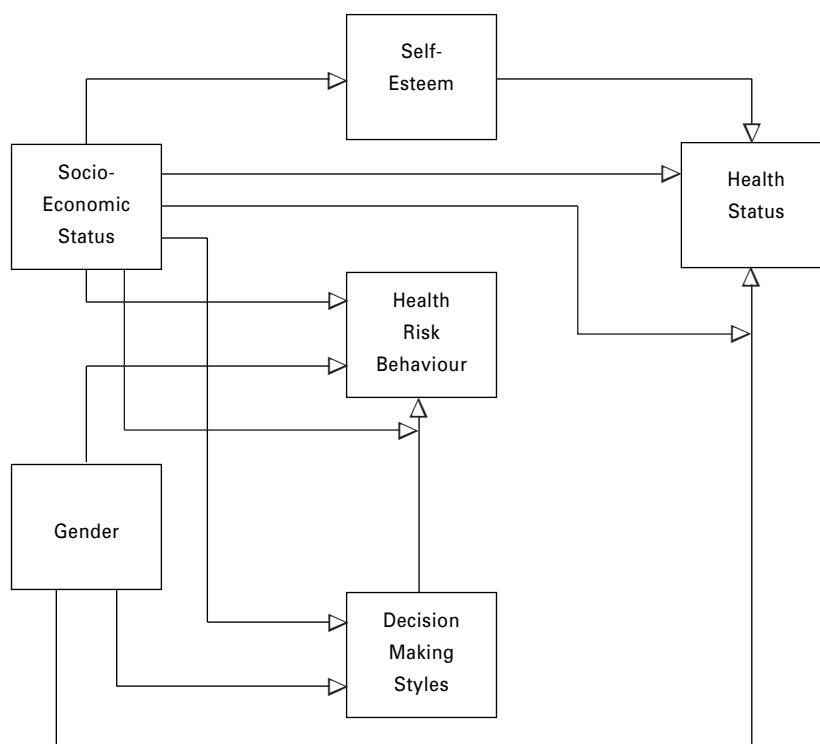 Self-
Esteem
Socio-
Economic
Status
Health
Status
Health
Risk
Behaviour
Gender
Decision
Making
Styles